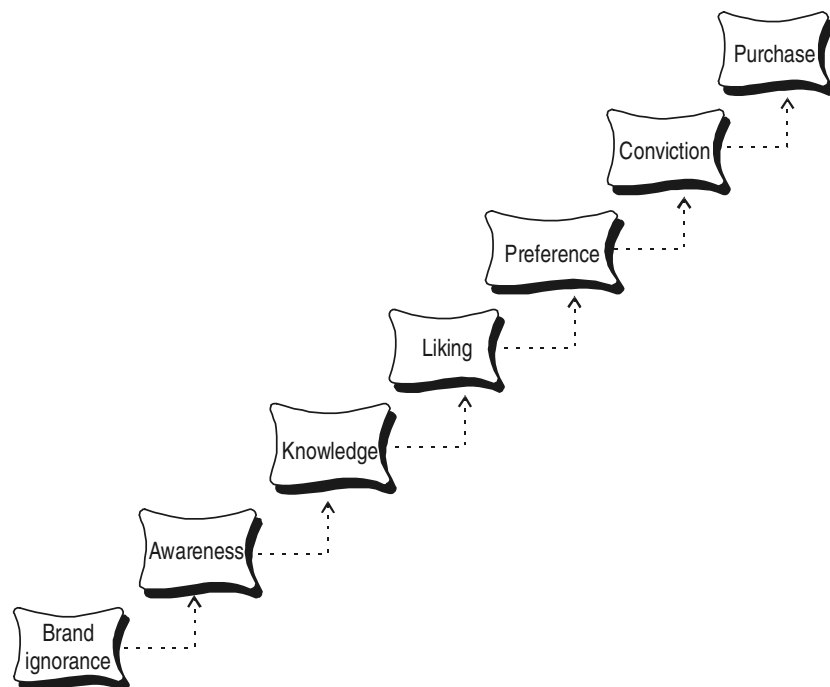 Purchase
Conviction
Preference
Liking
Knowledge
Awareness
Brand
ignorance